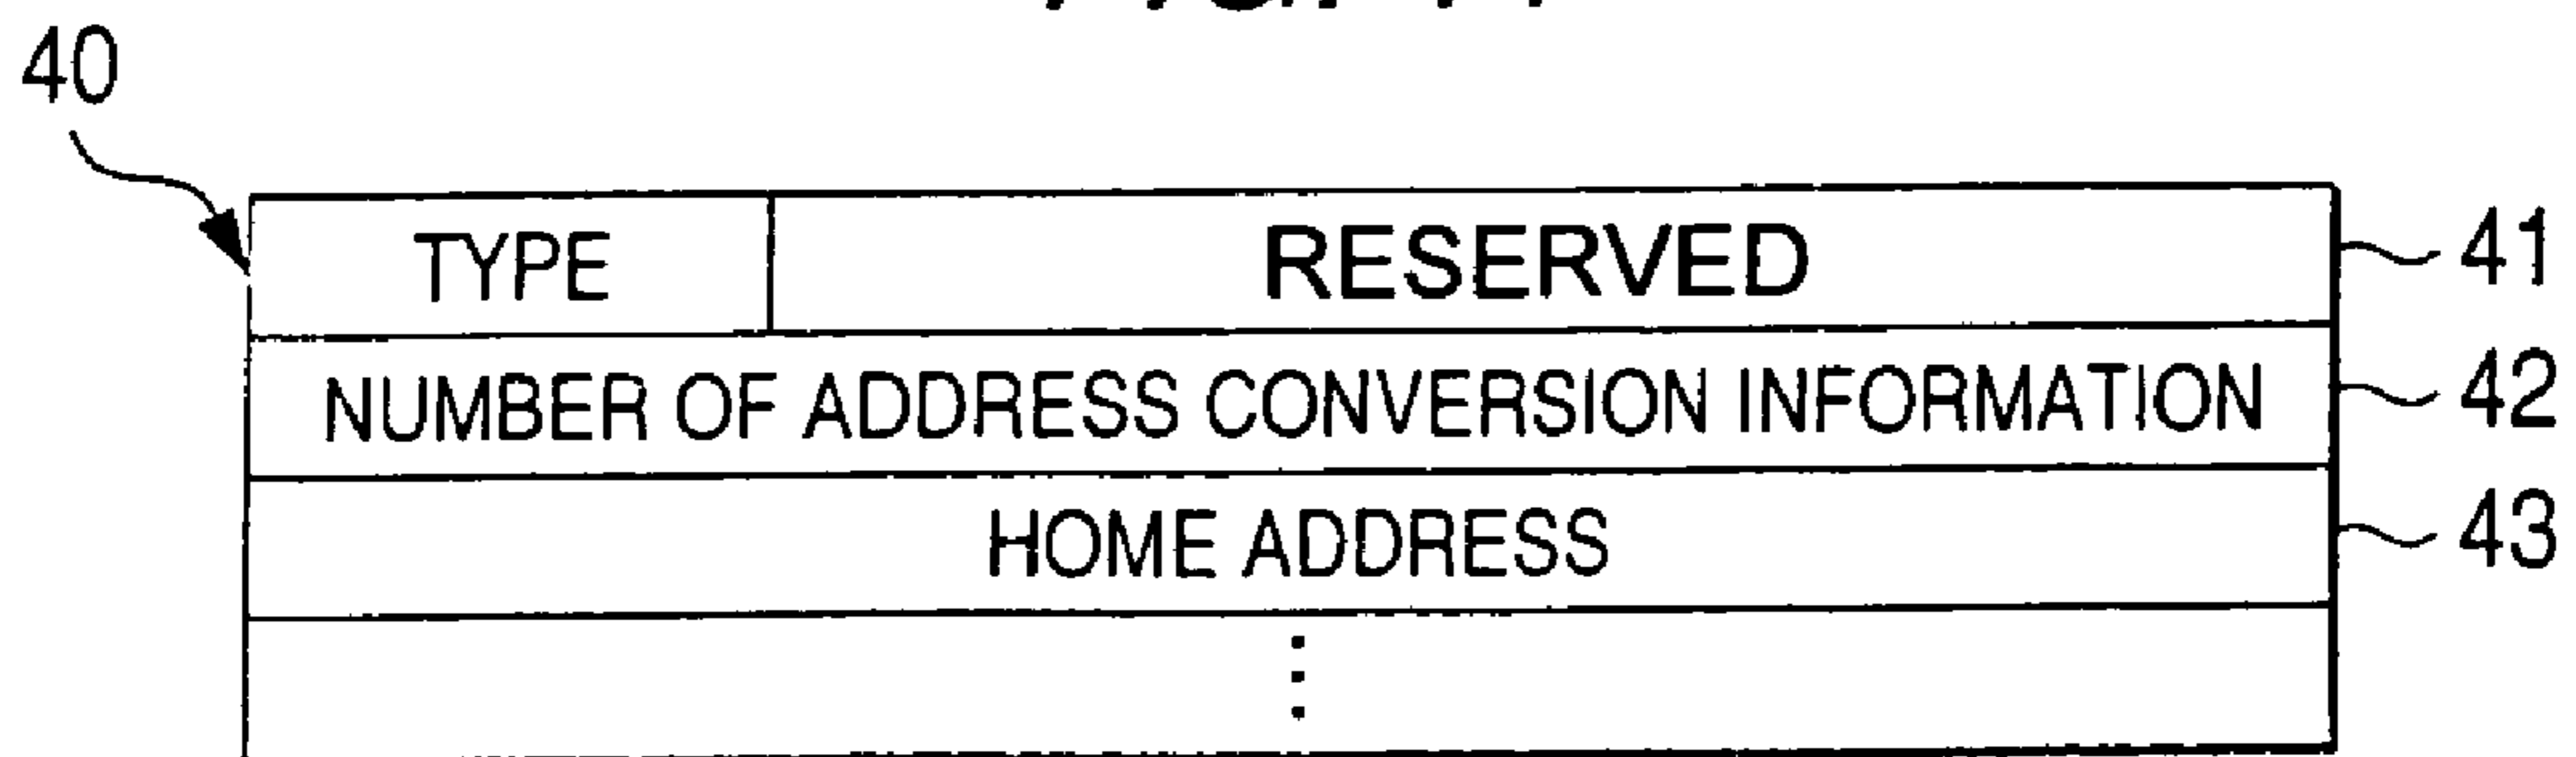 40
TYPE RESERVED 41
NUMBER OF ADDRESS CONVERSION INFORMATION 42
HOME ADDRESS 43